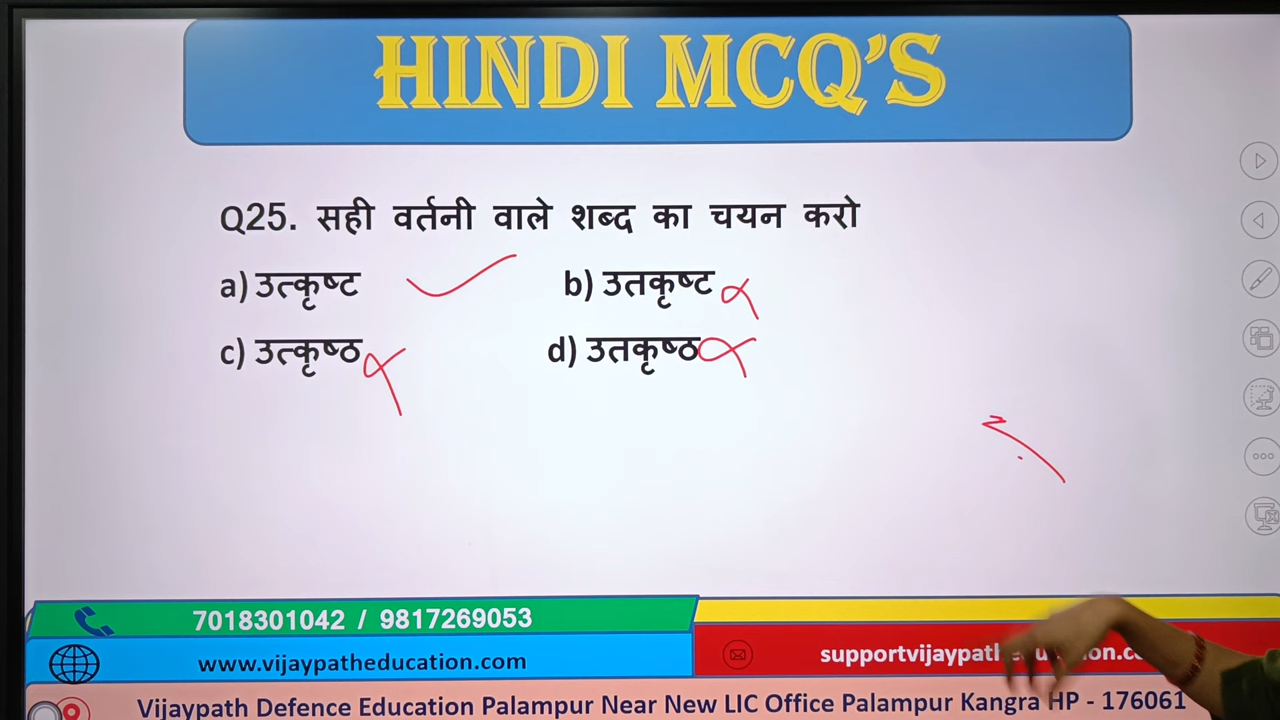 HINDI MCQ'S
Q25. सही वर्तनी वाले शब्द का चयन करो
a) उत्कृष्ट b) उतकृष्ट
c) उत्कृष्ठ d) उतकृष्ठ
7018301042 / 9817269053
www.vijaypatheducation.com
supportvijaypath
Vijaypath Defence Education Palampur Near New LIC Office Palampur Kangra HP - 176061